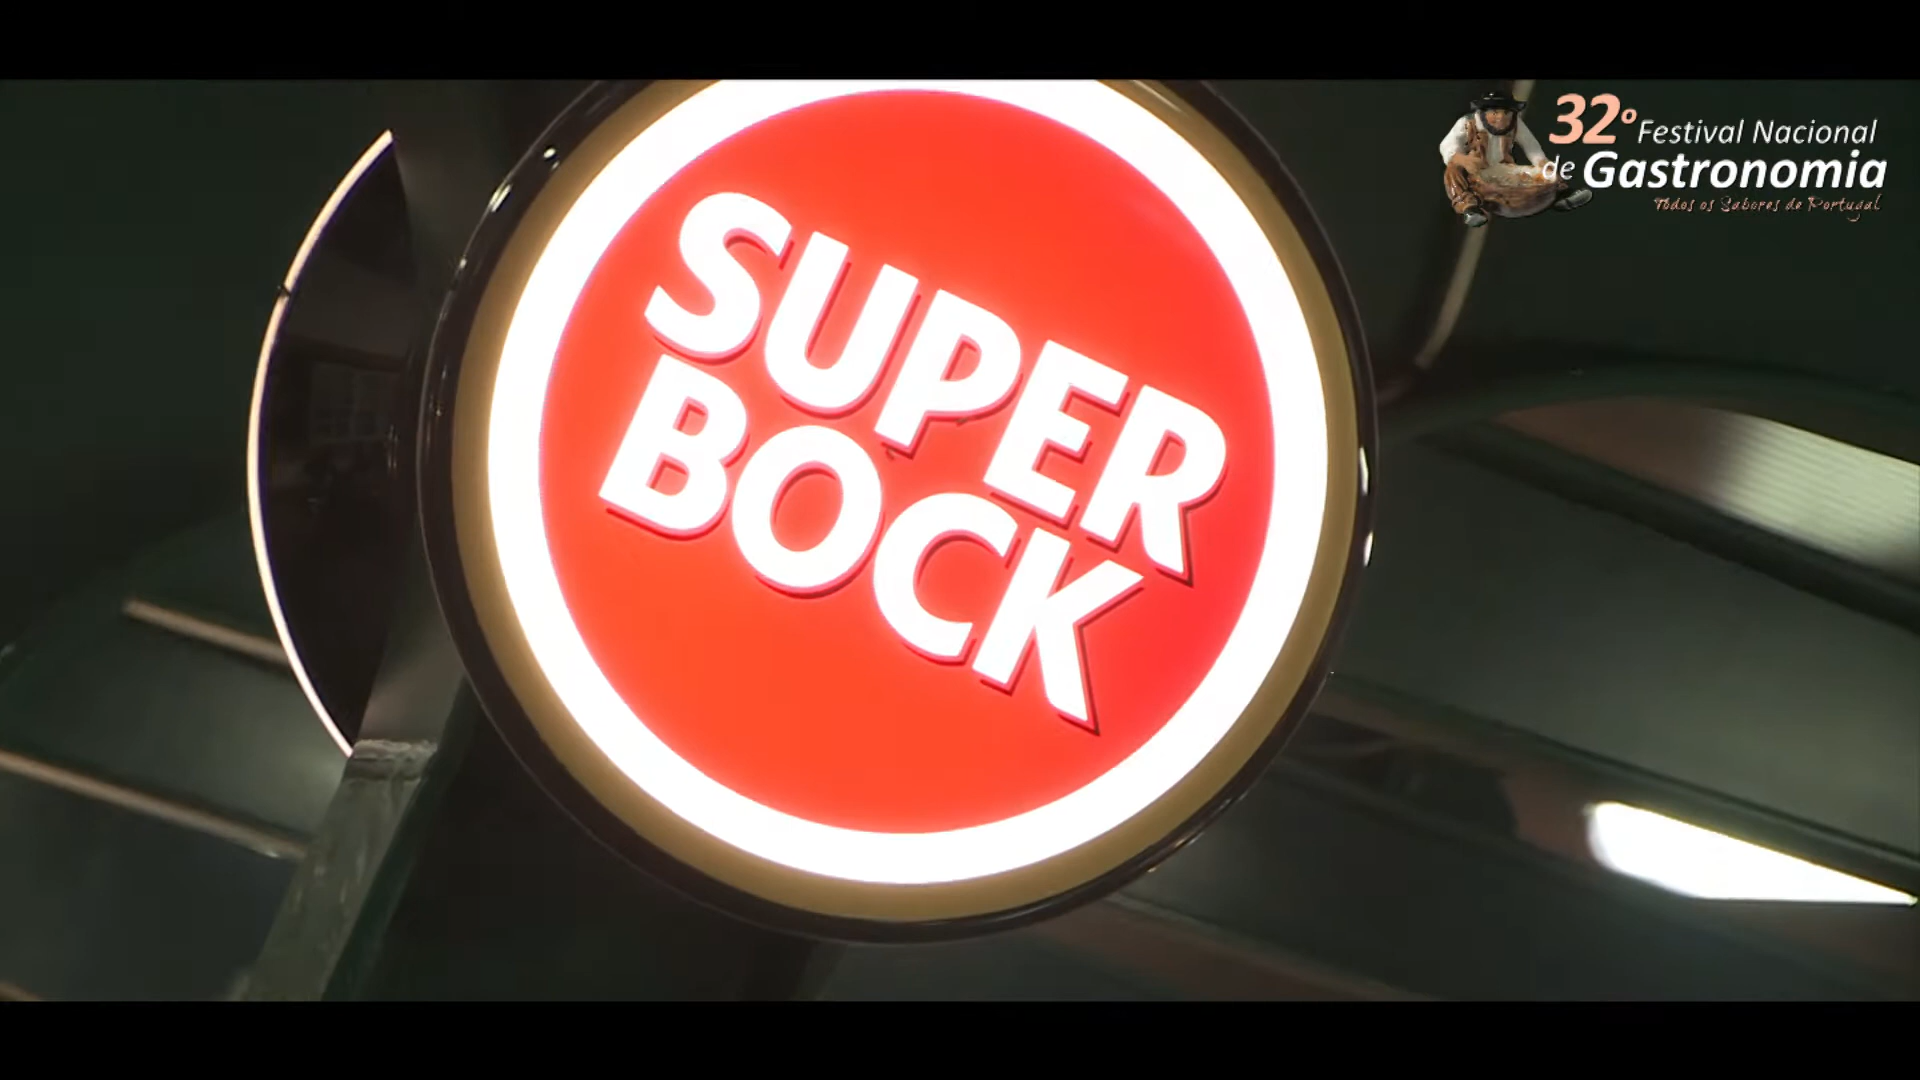 SUPER
BOCK
32º Festival Nacional
de Gastronomia
Todos os Sabores de Portugal